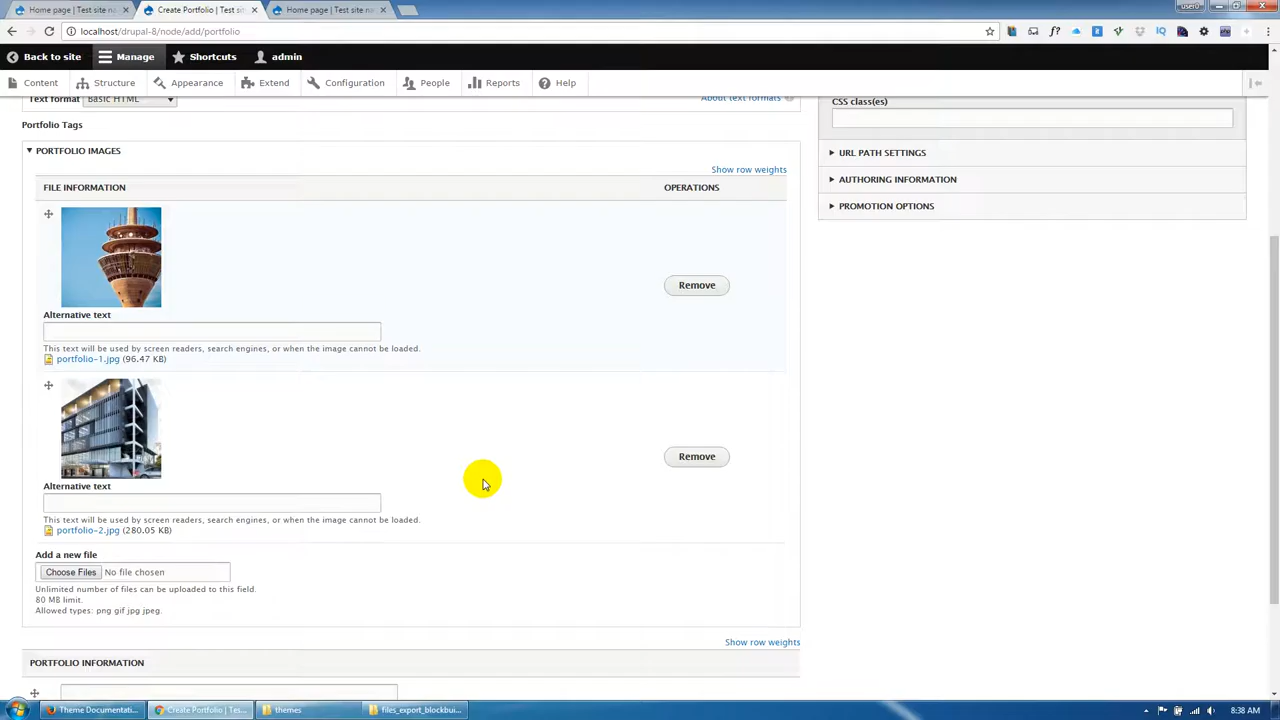 Home page | Test site na
Create Portfolio | Test s
Home page | Test site na
user0
localhost/drupal-8/node/add/portfolio
Back to site
Manage
Shortcuts
admin
Content
Structure
Appearance
Extend
Configuration
People
Reports
Help
Text format
Basic HTML
About text formats
CSS class(es)
Portfolio Tags
PORTFOLIO IMAGES
URL PATH SETTINGS
Show row weights
AUTHORING INFORMATION
FILE INFORMATION
OPERATIONS
PROMOTION OPTIONS
Remove
Alternative text
This text will be used by screen readers, search engines, or when the image cannot be loaded.
portfolio-1.jpg (96.47 KB)
Remove
Alternative text
This text will be used by screen readers, search engines, or when the image cannot be loaded.
portfolio-2.jpg (280.05 KB)
Add a new file
Choose Files No file chosen
Unlimited number of files can be uploaded to this field.
80 MB limit.
Allowed types: png gif jpg jpeg.
Show row weights
PORTFOLIO INFORMATION
Theme Documentati...
Create Portfolio | Tes...
themes
files_export_blockbui...
8:38 AM